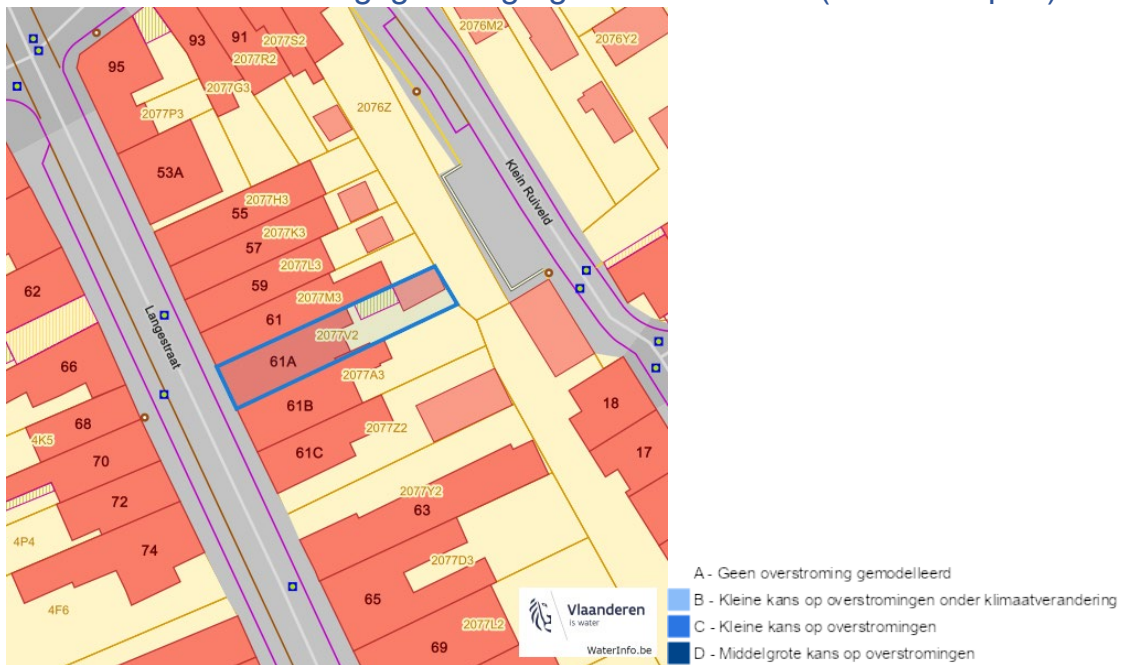 93
91
2077S2
2076M2
2076Y2
95
2077R2
2077G3
2077P3
2076Z
53A
Klein Ruiveld
2077H3
55
2077K3
57
2077L3
59
62
2077M3
61
2077V2
Langestraat
61A
66
2077A3
61B
18
68
4K5
2077Z2
70
61C
17
2077Y2
72
63
4P4
74
2077D3
A - Geen overstroming gemodelleerd
65
Vlaanderen
is water
B - Kleine kans op overstromingen onder klimaatverandering
4F6
2077L2
C - Kleine kans op overstromingen
69
WaterInfo.be
D - Middelgrote kans op overstromingen